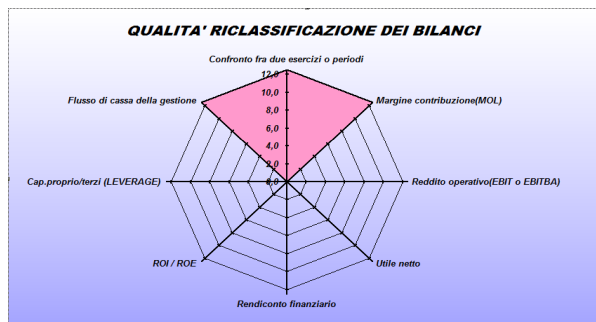 QUALITA' RICLASSIFICAZIONE DEI BILANCI
Confronto fra due esercizi o periodi
12,0
Flusso di cassa della gestione
10,0
Margine contribuzione(MOL)
8,0
6,0
4,0
2,0
Cap.proprio/terzi (LEVERAGE)
0,0
Reddito operativo(EBIT o EBITBA)
ROI / ROE
Utile netto
Rendiconto finanziario